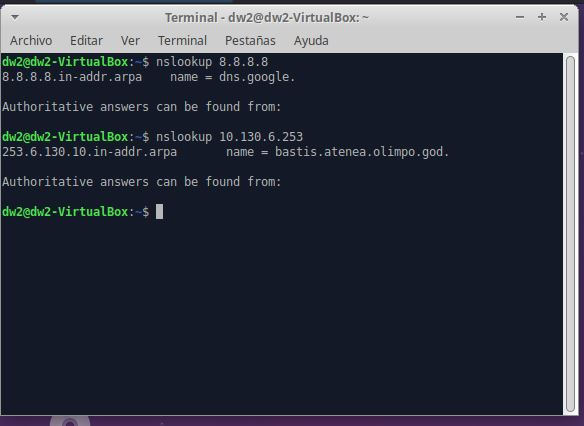 Terminal - dw2@dw2-VirtualBox: ~
Archivo Editar Ver Terminal Pestañas Ayuda
dw2@dw2-VirtualBox:~$ nslookup 8.8.8.8
8.8.8.8.in-addr.arpa name = dns.google.
Authoritative answers can be found from:
dw2@dw2-VirtualBox:~$ nslookup 10.130.6.253
253.6.130.10.in-addr.arpa name = bastis.atenea.olimpo.god.
Authoritative answers can be found from:
dw2@dw2-VirtualBox:~$